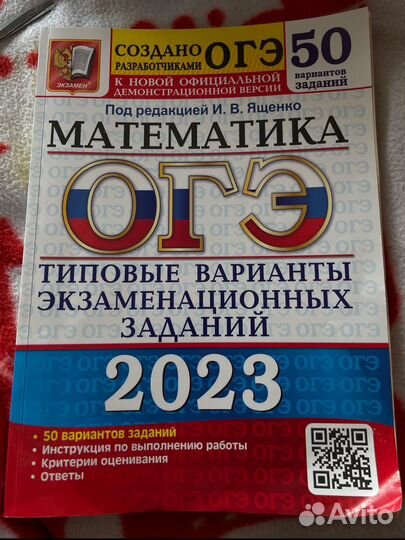 СОЗДАНО
РАЗРАБОТЧИКАМИ ОГЭ
К НОВОЙ ОФИЦИАЛЬНОЙ
ДЕМОНСТРАЦИОННОЙ ВЕРСИИ
50
вариантов
заданий
ЭКЗАМЕН
Под редакцией И. В. Ященко
МАТЕМАТИКА
ОГЭ
ТИПОВЫЕ ВАРИАНТЫ
ЭКЗАМЕНАЦИОННЫХ
ЗАДАНИЙ
2023
• 50 вариантов заданий
• Инструкция по выполнению работы
• Критерии оценивания
• Ответы
Avito